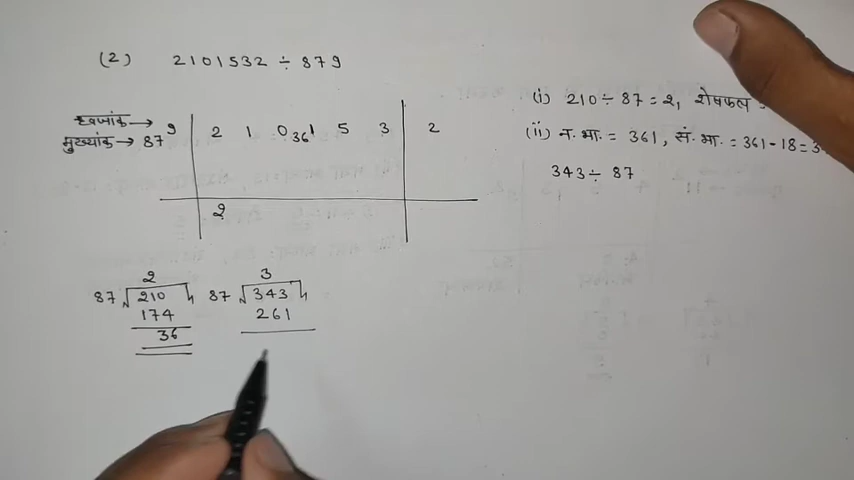 (2) 2101532 ÷ 879
(i) 210 ÷ 87 = 2, शेषफल =
ध्वजांक → 9 2 1 0 36 1 5 3 2
मुख्यांक → 87
(ii) न. भा. = 361, सं. भा. = 361 - 18 = 3
343 ÷ 87
2
2 3
87 210 87 343
174 261
36